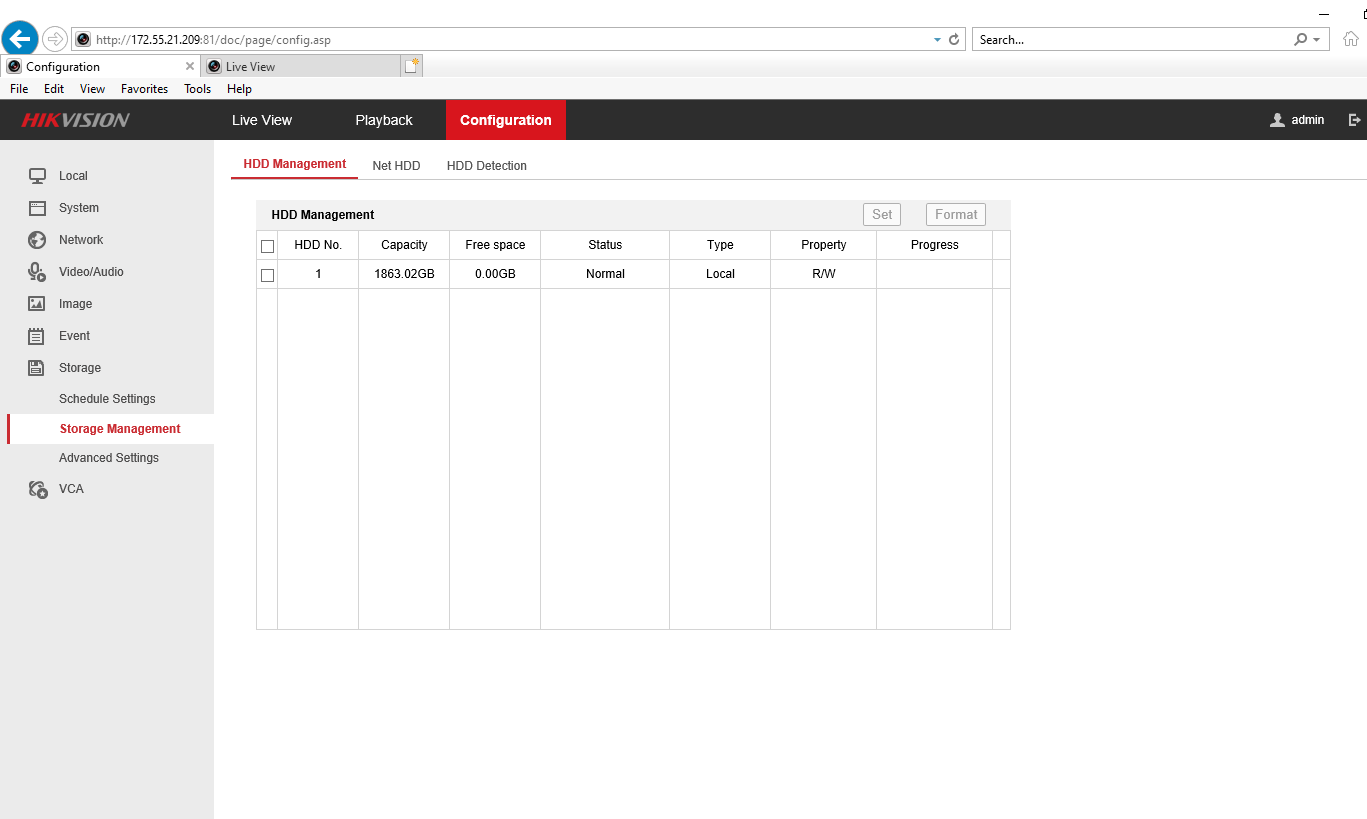 http://172.55.21.209:81/doc/page/config.asp
Search...
Configuration
Live View
File Edit View Favorites Tools Help
HIKVISION Live View Playback Configuration admin
Local
System
Network
Video/Audio
Image
Event
Storage
Schedule Settings
Storage Management
Advanced Settings
VCA
HDD Management Net HDD HDD Detection
HDD Management Set Format
HDD No. Capacity Free space Status Type Property Progress
1 1863.02GB 0.00GB Normal Local R/W